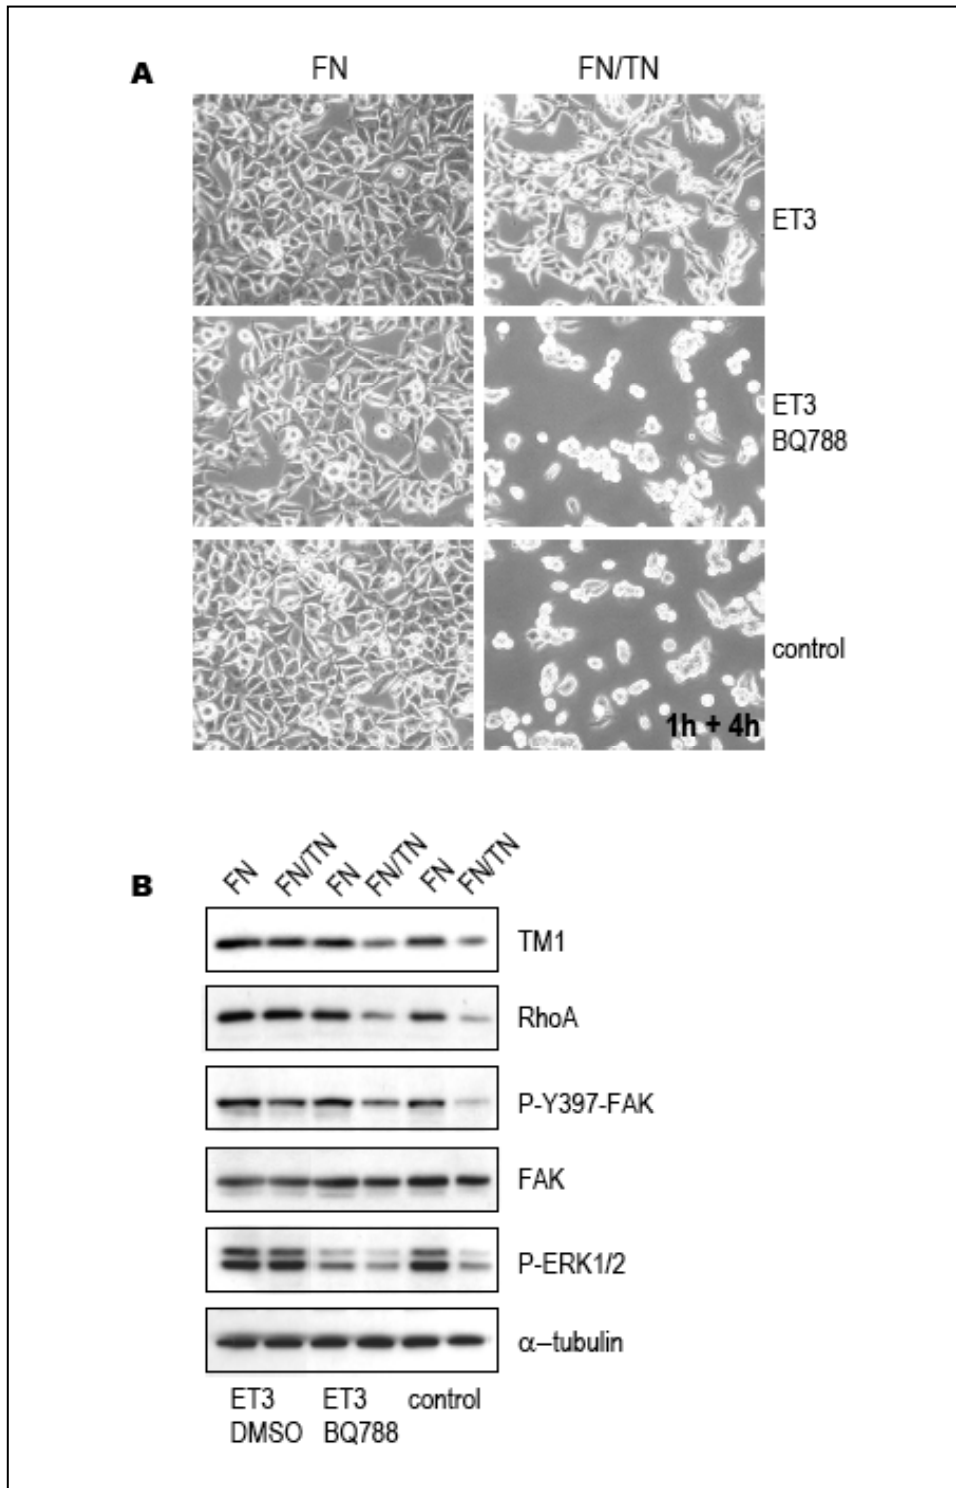 A
FN
FN/TN
ET3
ET3
BQ788
control
1h + 4h
B
FN
FN/TN
FN
FN/TN
FN
FN/TN
TM1
RhoA
P-Y397-FAK
FAK
P-ERK1/2
α–tubulin
ET3
DMSO
ET3
BQ788
control